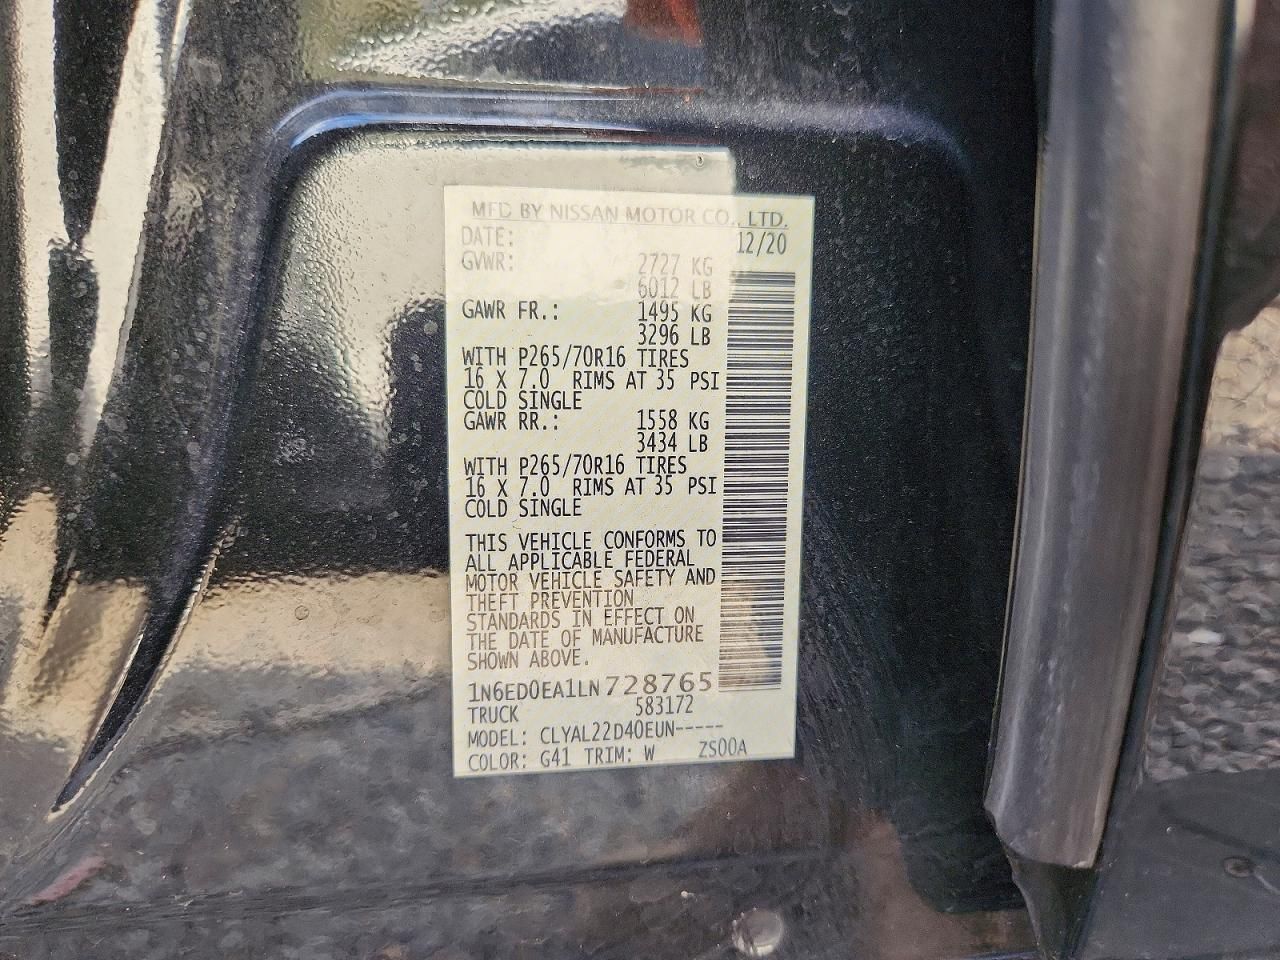 MFD BY NISSAN MOTOR CO., LTD.
DATE: 12/20
GVWR: 2727 KG
6012 LB
GAWR FR.: 1495 KG
3296 LB
WITH P265/70R16 TIRES
16 X 7.0 RIMS AT 35 PSI
COLD SINGLE
GAWR RR.: 1558 KG
3434 LB
WITH P265/70R16 TIRES
16 X 7.0 RIMS AT 35 PSI
COLD SINGLE
THIS VEHICLE CONFORMS TO
ALL APPLICABLE FEDERAL
MOTOR VEHICLE SAFETY AND
THEFT PREVENTION
STANDARDS IN EFFECT ON
THE DATE OF MANUFACTURE
SHOWN ABOVE.
1N6ED0EA1LN728765
TRUCK 583172
MODEL: CLYAL22D40EUN-----
COLOR: G41 TRIM: W ZS00A